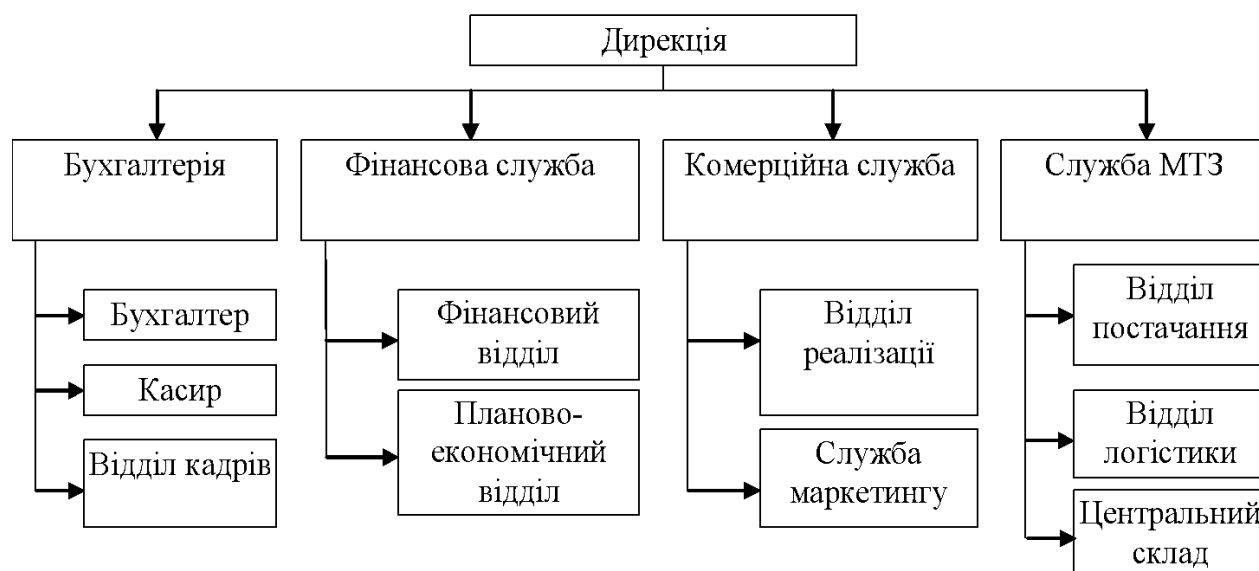 Дирекція
Бухгалтерія
Фінансова служба
Комерційна служба
Служба МТЗ
Бухгалтер
Касир
Відділ кадрів
Фінансовий
відділ
Планово-
економічний
відділ
Відділ
реалізації
Служба
маркетингу
Відділ
постачання
Відділ
логістики
Центральний
склад